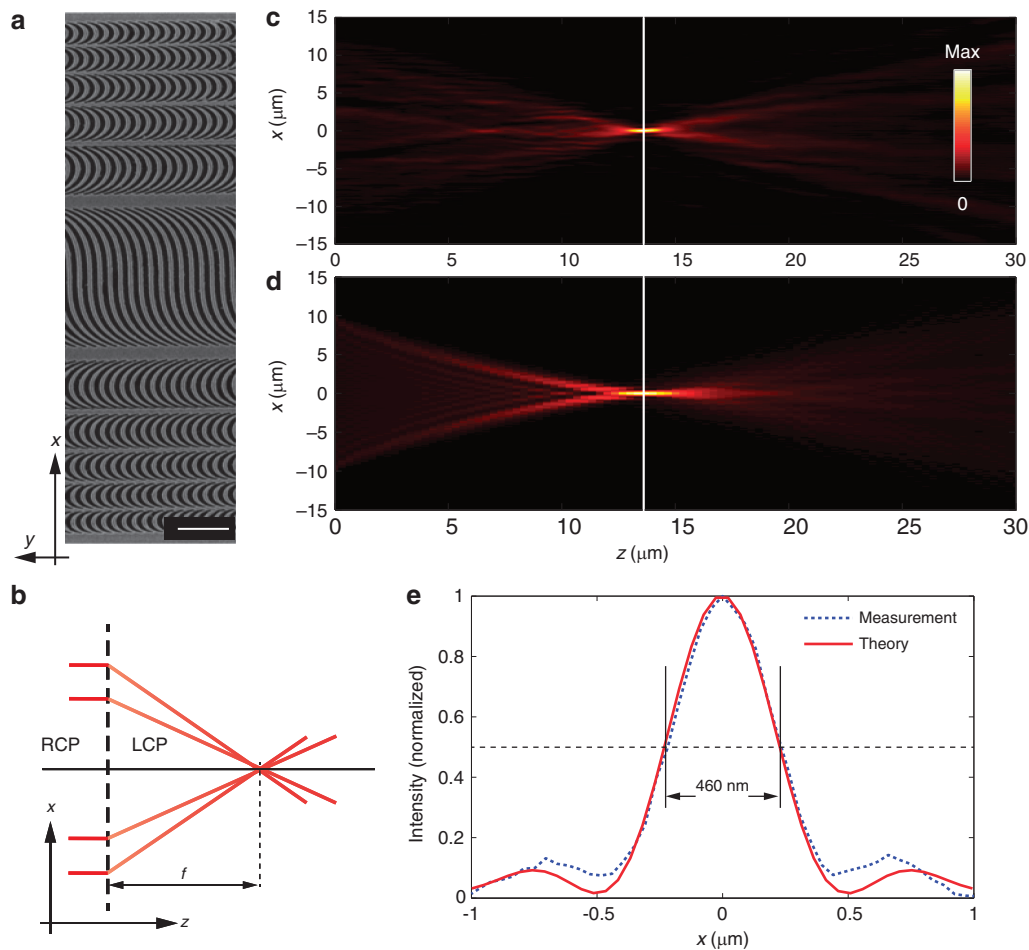 a
x
y
b
RCP
LCP
x
f
z
c
15
10
5
0
−5
−10
−15
x (μm)
0
5
10
15
20
25
30
Max
0
d
15
10
5
0
−5
−10
−15
x (μm)
0
5
10
15
20
25
30
z (μm)
e
1
0.8
0.6
0.4
0.2
0
Intensity (normalized)
Measurement
Theory
460 nm
-1
-0.5
0
0.5
1
x (μm)